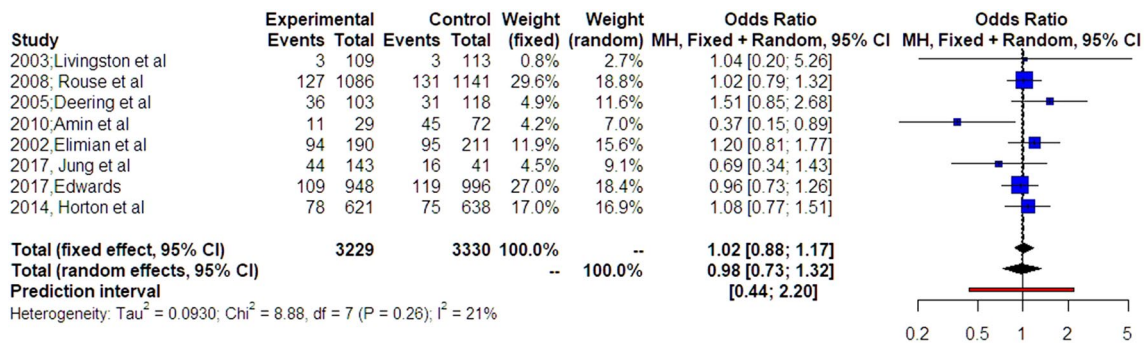 Experimental Control Weight Weight Odds Ratio Odds Ratio
Study Events Total Events Total (fixed) (random) MH, Fixed + Random, 95% CI MH, Fixed + Random, 95% CI
2003;Livingston et al 3 109 3 113 0.8% 2.7% 1.04 [0.20; 5.26]
2008; Rouse et al 127 1086 131 1141 29.6% 18.8% 1.02 [0.79; 1.32]
2005;Deering et al 36 103 31 118 4.9% 11.6% 1.51 [0.85; 2.68]
2010;Amin et al 11 29 45 72 4.2% 7.0% 0.37 [0.15; 0.89]
2002,Elimian et al 94 190 95 211 11.9% 15.6% 1.20 [0.81; 1.77]
2017, Jung et al 44 143 16 41 4.5% 9.1% 0.69 [0.34; 1.43]
2017,Edwards 109 948 119 996 27.0% 18.4% 0.96 [0.73; 1.26]
2014, Horton et al 78 621 75 638 17.0% 16.9% 1.08 [0.77; 1.51]
Total (fixed effect, 95% CI) 3229 3330 100.0% -- 1.02 [0.88; 1.17]
Total (random effects, 95% CI) -- 100.0% 0.98 [0.73; 1.32]
Prediction interval [0.44; 2.20]
Heterogeneity: Tau² = 0.0930; Chi² = 8.88, df = 7 (P = 0.26); I² = 21%
0.2 0.5 1 2 5